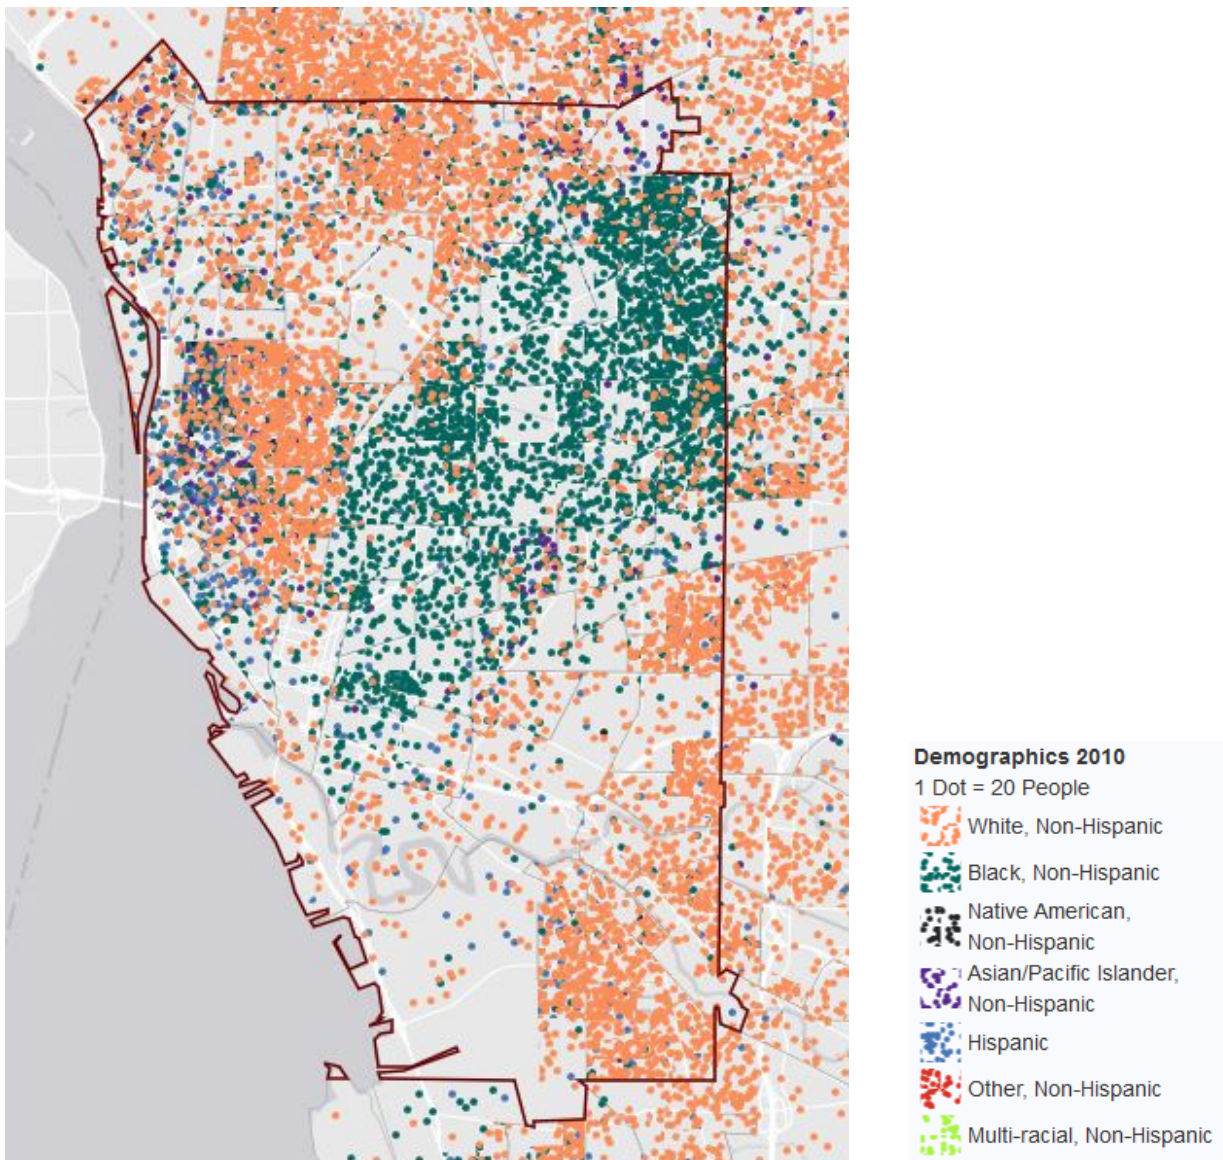 Demographics 2010
1 Dot = 20 People
White, Non-Hispanic
Black, Non-Hispanic
Native American,
Non-Hispanic
Asian/Pacific Islander,
Non-Hispanic
Hispanic
Other, Non-Hispanic
Multi-racial, Non-Hispanic